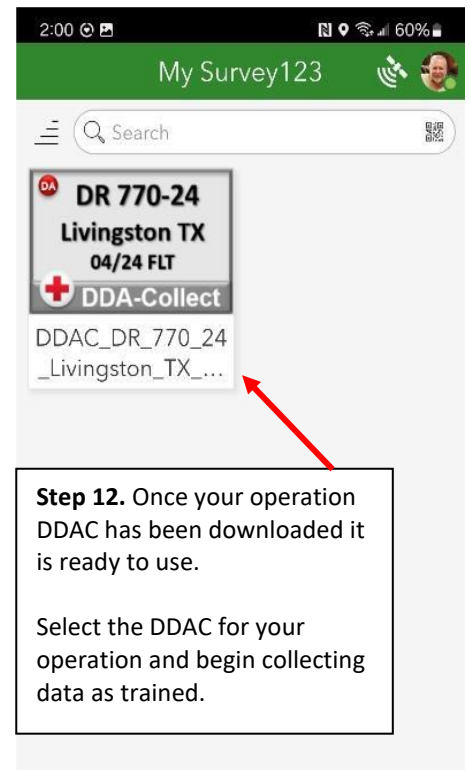 2:00 60%
My Survey123
Search
DA
DR 770-24
Livingston TX
04/24 FLT
DDA-Collect
DDAC_DR_770_24
_Livingston_TX_...
Step 12. Once your operation
DDAC has been downloaded it
is ready to use.
Select the DDAC for your
operation and begin collecting
data as trained.